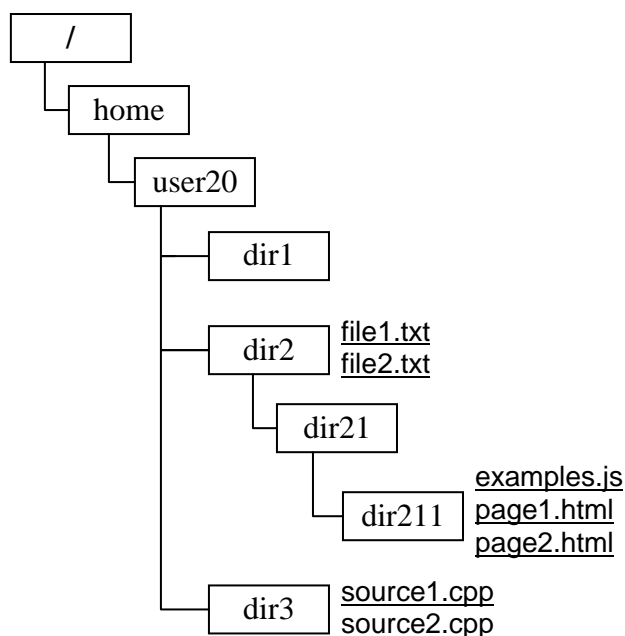 /
home
user20
dir1
dir2
file1.txt
file2.txt
dir21
dir211
examples.js
page1.html
page2.html
dir3
source1.cpp
source2.cpp